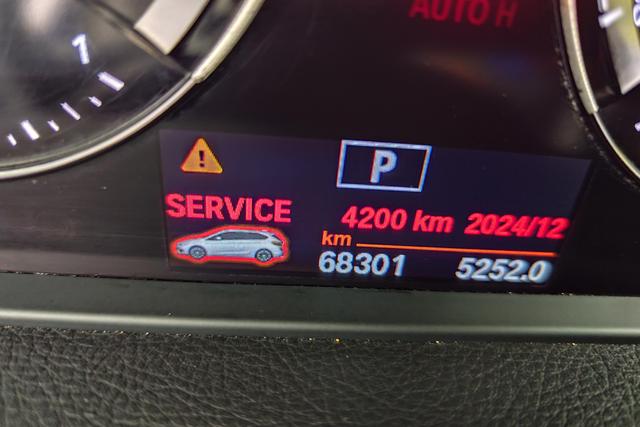 AUTO H
7
P
SERVICE
4200 km 2024/12
km
68301 5252.0